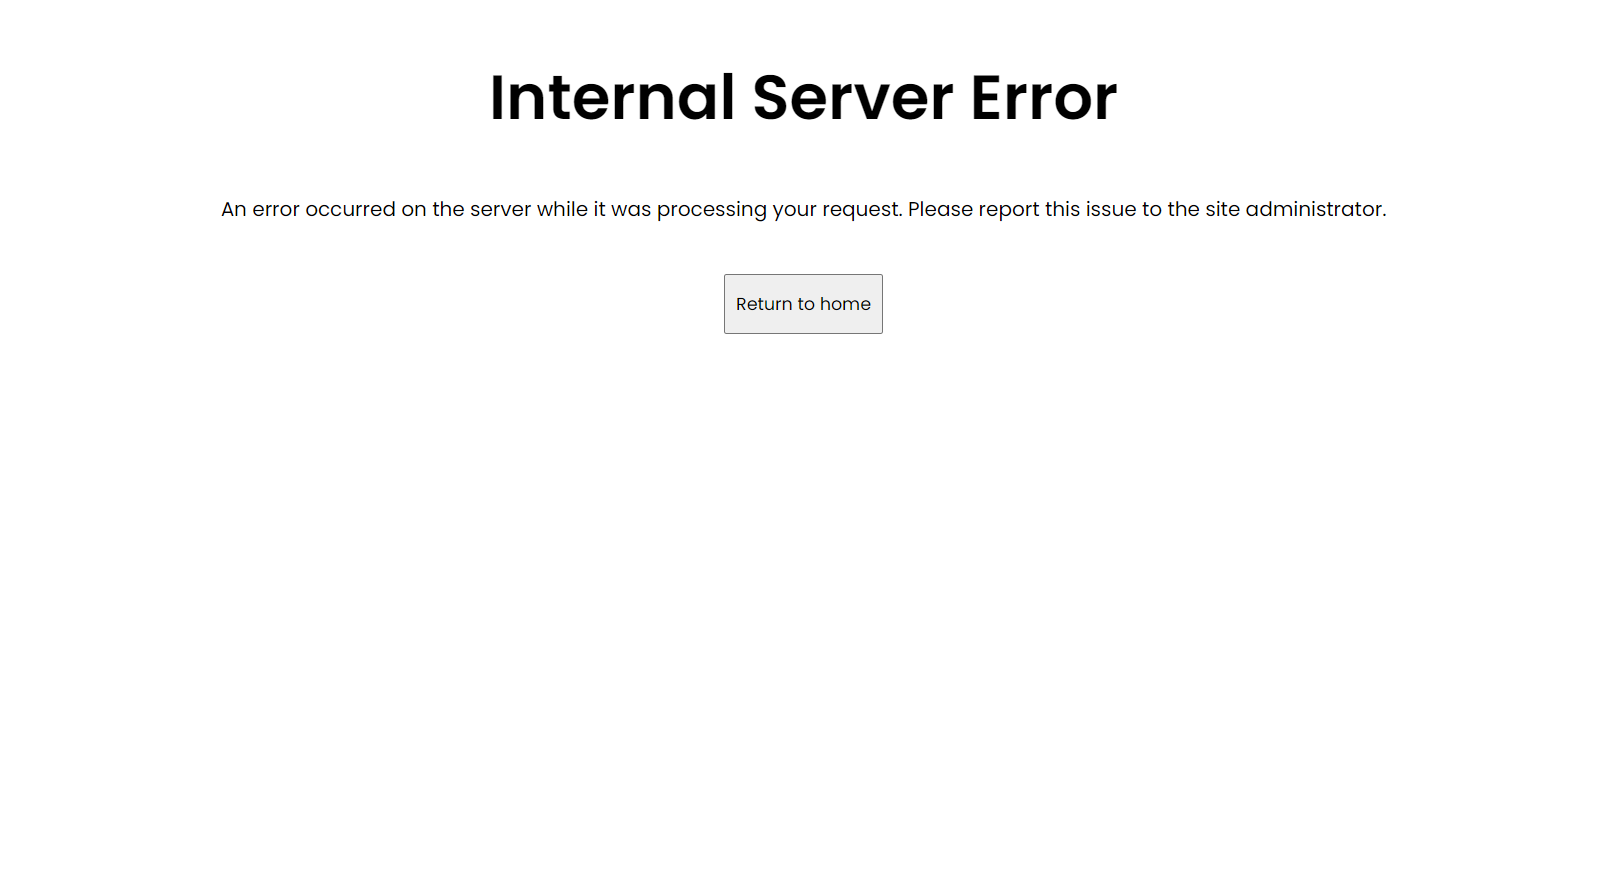 Internal Server Error
An error occurred on the server while it was processing your request. Please report this issue to the site administrator.
Return to home